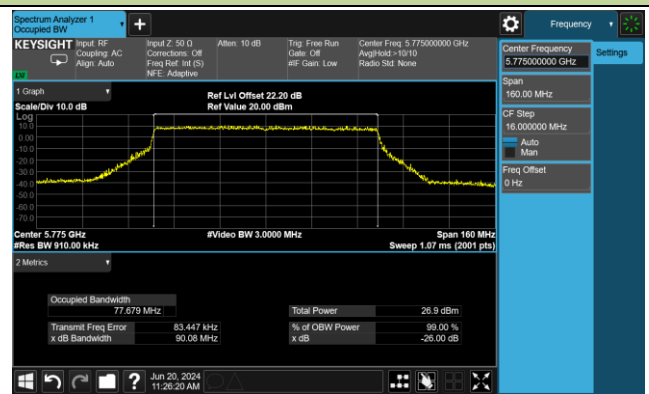 Spectrum Analyzer 1
Occupied BW
Frequency
KEYSIGHT
Input: RF
Coupling: AC
Align: Auto
Input Z: 50 Ω
Corrections: Off
Freq Ref: Int (S)
NFE: Adaptive
Atten: 10 dB
Trig: Free Run
Gate: Off
#IF Gain: Low
Center Freq: 5.775000000 GHz
Avg|Hold:>10/10
Radio Std: None
Center Frequency
5.775000000 GHz
Settings
Span
160.00 MHz
CF Step
16.000000 MHz
Auto
Man
Freq Offset
0 Hz
1 Graph
Scale/Div 10.0 dB
Ref Lvl Offset 22.20 dB
Ref Value 20.00 dBm
Log
10.0
0.00
-10.0
-20.0
-30.0
-40.0
-50.0
-60.0
-70.0
Center 5.775 GHz
#Video BW 3.0000 MHz
Span 160 MHz
#Res BW 910.00 kHz
Sweep 1.07 ms (2001 pts)
2 Metrics
Occupied Bandwidth
77.679 MHz
Total Power 26.9 dBm
Transmit Freq Error 83.447 kHz
% of OBW Power 99.00 %
x dB Bandwidth 90.08 MHz
x dB -26.00 dB
?
Jun 20, 2024
11:26:20 AM